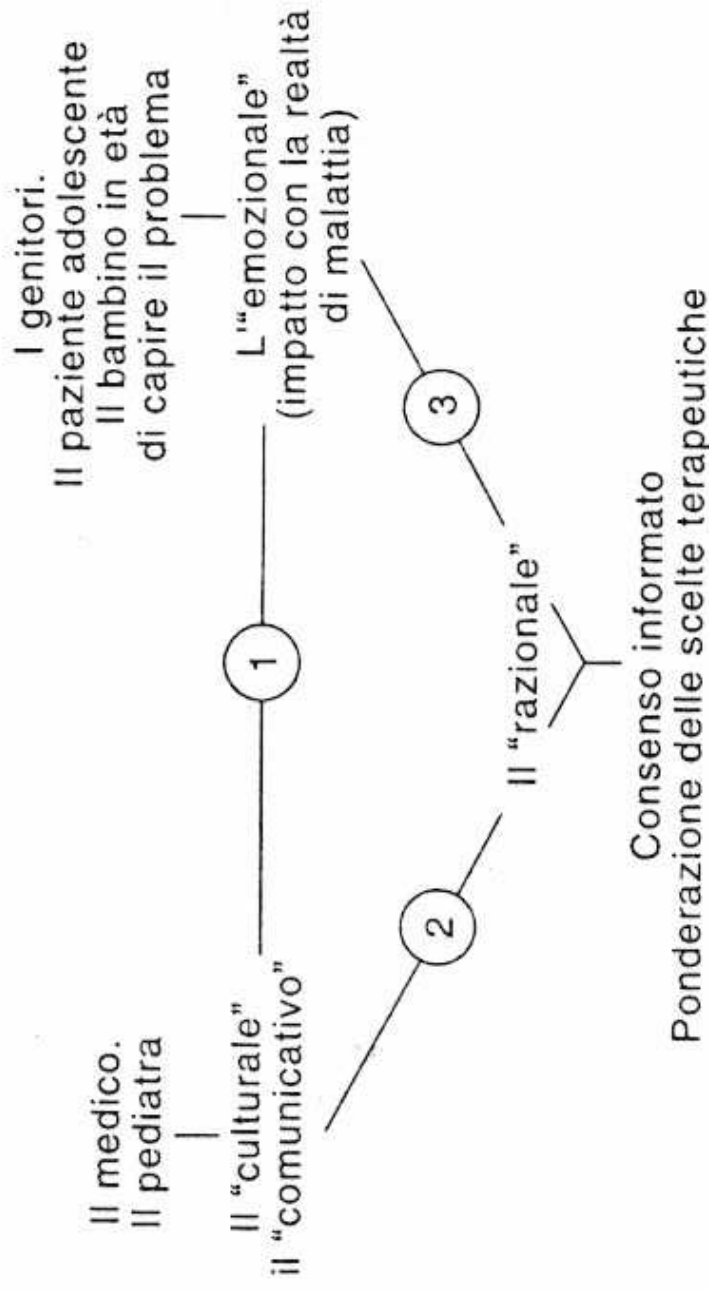 Il medico.
Il pediatra
Il “culturale”
il “comunicativo”
I genitori.
Il paziente adolescente
Il bambino in età
di capire il problema
L'“emozionale”
(impatto con la realtà
di malattia)
1
2
3
Il “razionale”
Consenso informato
Ponderazione delle scelte terapeutiche